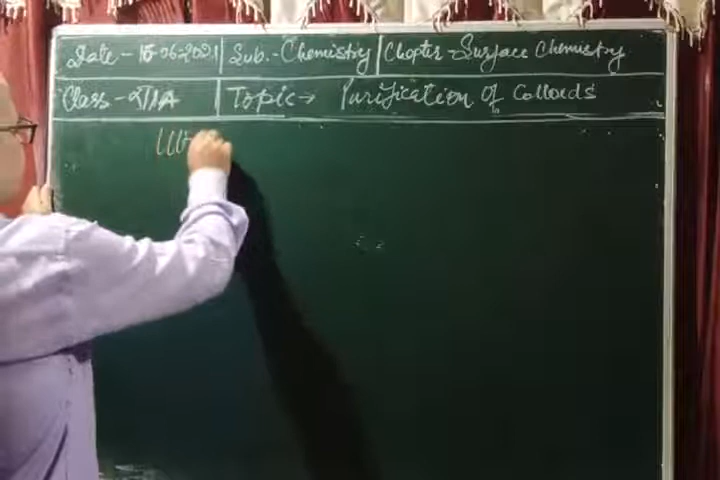 Date - 15-06-2021 Sub.- Chemistry Chapter - Surface Chemistry
Class - XIIA Topic → Purification Of Colloids